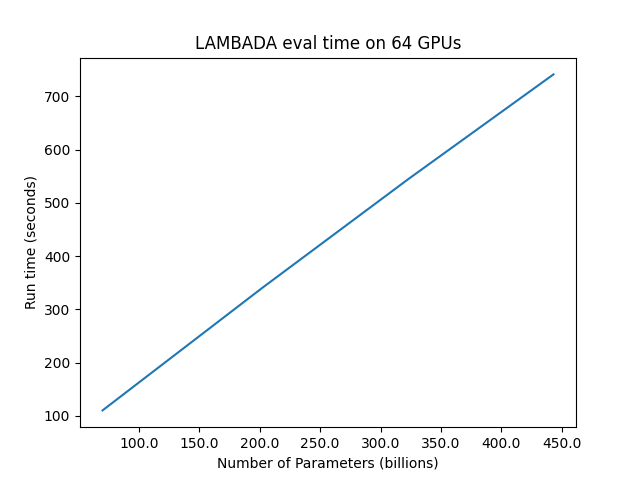 LAMBADA eval time on 64 GPUs
700
600
500
400
300
200
100
Run time (seconds)
100.0 150.0 200.0 250.0 300.0 350.0 400.0 450.0
Number of Parameters (billions)